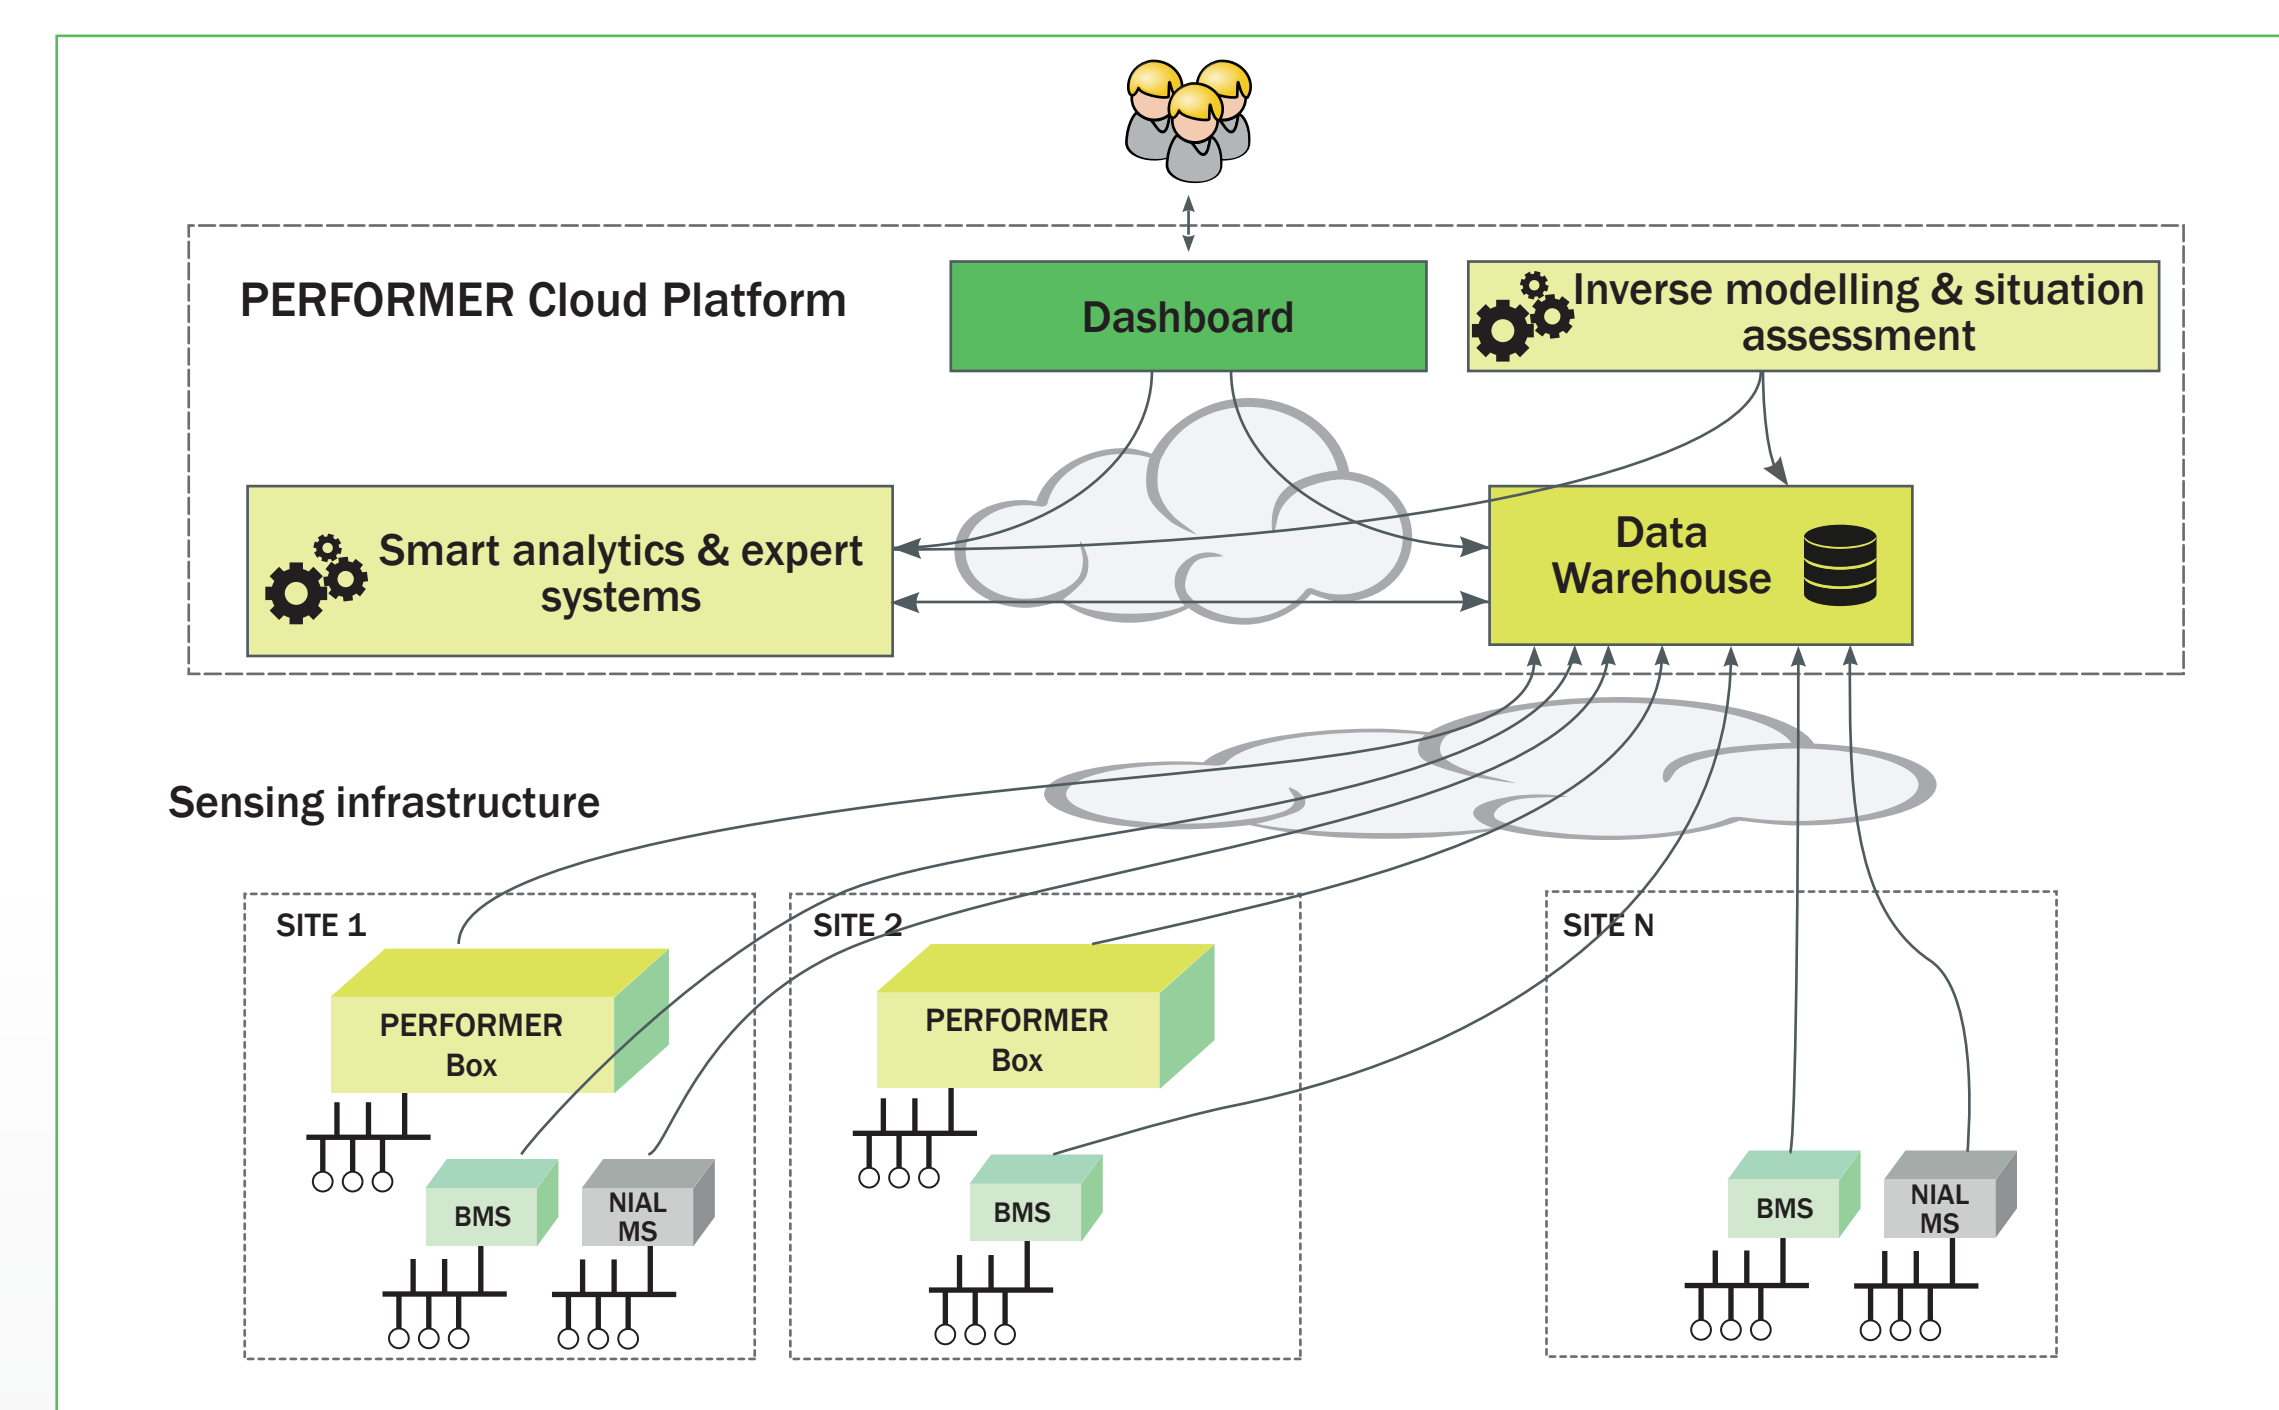 PERFORMER Cloud Platform
Dashboard
Inverse modelling & situation
assessment
Smart analytics & expert
systems
Data
Warehouse
Sensing infrastructure
SITE 1
PERFORMER
Box
BMS
NIAL
MS
SITE 2
PERFORMER
Box
BMS
SITE N
BMS
NIAL
MS